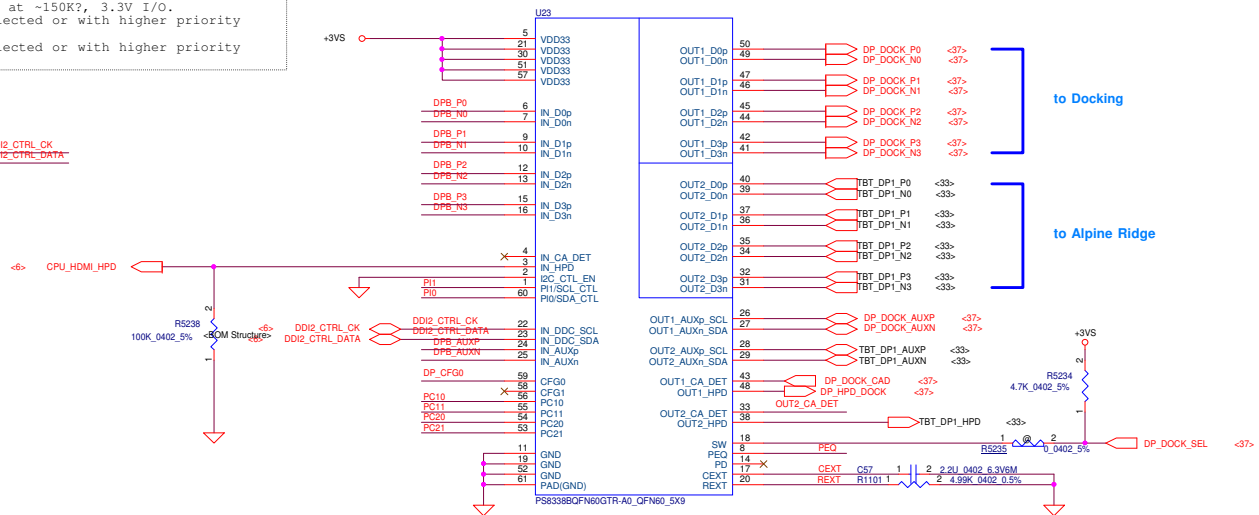 at ~150K?, 3.3V I/O.
lected or with higher priority
lected or with higher priority
U23
+3VS
5 VDD33
21 VDD33
30 VDD33
51 VDD33
57 VDD33
DPB_P0 6 IN_D0p
DPB_N0 7 IN_D0n
DPB_P1 9 IN_D1p
DPB_N1 10 IN_D1n
DPB_P2 12 IN_D2p
DPB_N2 13 IN_D2n
DPB_P3 15 IN_D3p
DPB_N3 16 IN_D3n
I2_CTRL_CK
I2_CTRL_DATA
4 IN_CA_DET
<6> CPU_HDMI_HPD 3 IN_HPD
2 I2C_CTL_EN
PI1 1 PI1/SCL_CTL
PI0 60 PI0/SDA_CTL
2
R5238 <BOM Structure>
100K_0402_5%
1
<6> DDI2_CTRL_CK DDI2_CTRL_CK 22 IN_DDC_SCL
<6> DDI2_CTRL_DATA DDI2_CTRL_DATA 23 IN_DDC_SDA
DPB_AUXP 24 IN_AUXp
DPB_AUXN 25 IN_AUXn
DP_CFG0 59 CFG0
58 CFG1
PC10 56 PC10
PC11 55 PC11
PC20 54 PC20
PC21 53 PC21
11 GND
19 GND
52 GND
61 PAD(GND)
OUT1_D0p 50 DP_DOCK_P0 <37>
OUT1_D0n 49 DP_DOCK_N0 <37>
OUT1_D1p 47 DP_DOCK_P1 <37>
OUT1_D1n 46 DP_DOCK_N1 <37>
OUT1_D2p 45 DP_DOCK_P2 <37>
OUT1_D2n 44 DP_DOCK_N2 <37>
OUT1_D3p 42 DP_DOCK_P3 <37>
OUT1_D3n 41 DP_DOCK_N3 <37>
to Docking
OUT2_D0p 40 TBT_DP1_P0 <33>
OUT2_D0n 39 TBT_DP1_N0 <33>
OUT2_D1p 37 TBT_DP1_P1 <33>
OUT2_D1n 36 TBT_DP1_N1 <33>
OUT2_D2p 35 TBT_DP1_P2 <33>
OUT2_D2n 34 TBT_DP1_N2 <33>
OUT2_D3p 32 TBT_DP1_P3 <33>
OUT2_D3n 31 TBT_DP1_N3 <33>
to Alpine Ridge
OUT1_AUXp_SCL 26 DP_DOCK_AUXP <37>
OUT1_AUXn_SDA 27 DP_DOCK_AUXN <37>
OUT2_AUXp_SCL 28 TBT_DP1_AUXP <33>
OUT2_AUXn_SDA 29 TBT_DP1_AUXN <33>
OUT1_CA_DET 43 DP_DOCK_CAD <37>
OUT1_HPD 48 DP_HPD_DOCK <37>
OUT2_CA_DET 33 OUT2_CA_DET
OUT2_HPD 38 TBT_DP1_HPD <33>
+3VS
2
R5234
4.7K_0402_5%
1
SW 18 1 @ 2 DP_DOCK_SEL <37>
R5235 0_0402_5%
PEQ 8 PEQ
PD 14
CEXT 17 CEXT C57 1 2 2.2U_0402_6.3V6M
REXT 20 REXT R1101 1 2 4.99K_0402_0.5%
PS8338BQFN60GTR-A0_QFN60_5X9